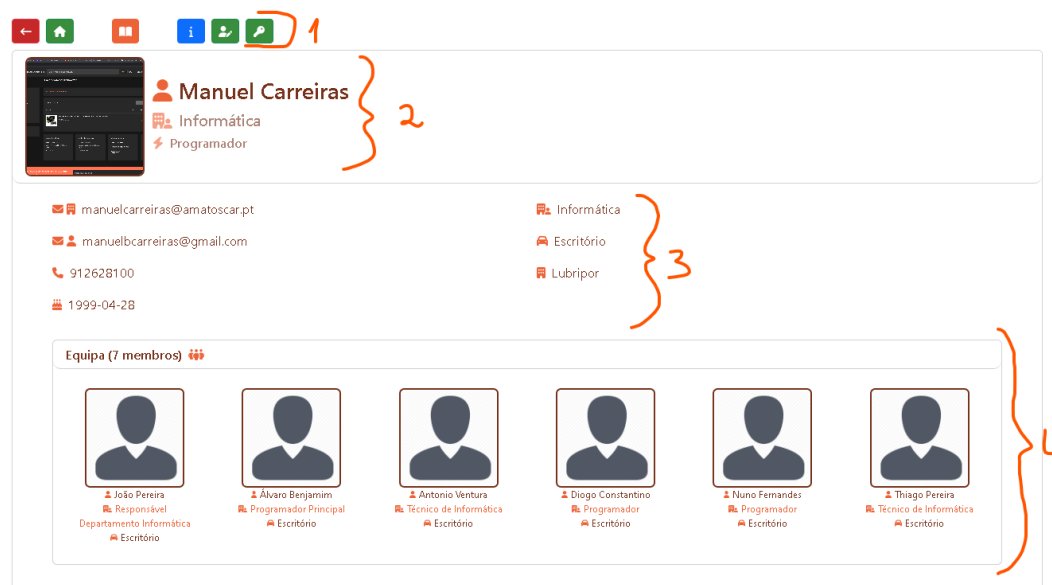 1
Manuel Carreiras
Informática
Programador
2
manuelcarreiras@amatoscar.pt
manuelbcarreiras@gmail.com
912628100
1999-04-28
Informática
Escritório
Lubripor
3
Equipa (7 membros)
João Pereira
Responsável
Departamento Informática
Escritório
Álvaro Benjamim
Programador Principal
Escritório
Antonio Ventura
Técnico de Informática
Escritório
Diogo Constantino
Programador
Escritório
Nuno Fernandes
Programador
Escritório
Thiago Pereira
Técnico de Informática
Escritório